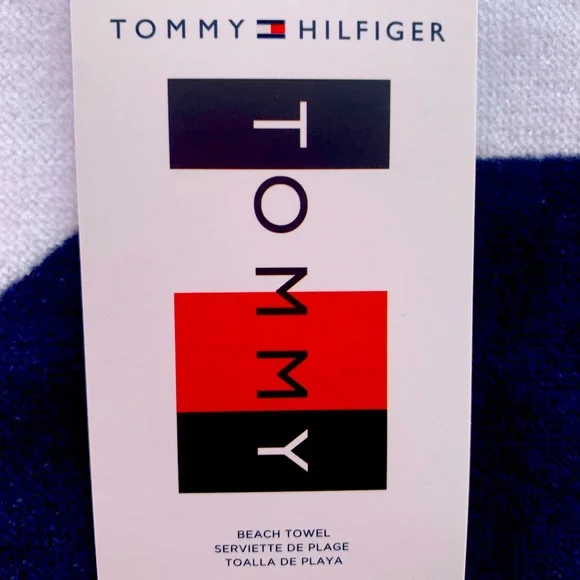 TOMMY HILFIGER
TOMMY
BEACH TOWEL
SERVIETTE DE PLAGE
TOALLA DE PLAYA